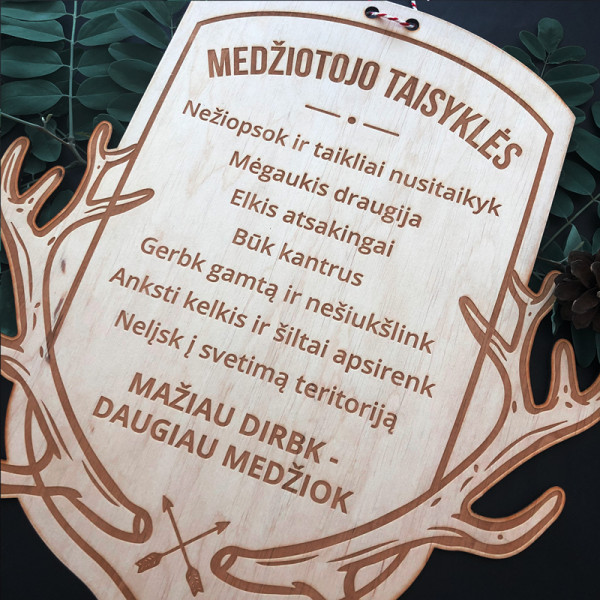 MEDŽIOTOJO TAISYKLĖS
Nežiopsok ir taikliai nusitaikyk
Mėgaukis draugija
Elkis atsakingai
Būk kantrus
Gerbk gamtą ir nešiukšlink
Anksti kelkis ir šiltai apsirenk
Nelįsk į svetimą teritoriją
MAŽIAU DIRBK -
DAUGIAU MEDŽIOK